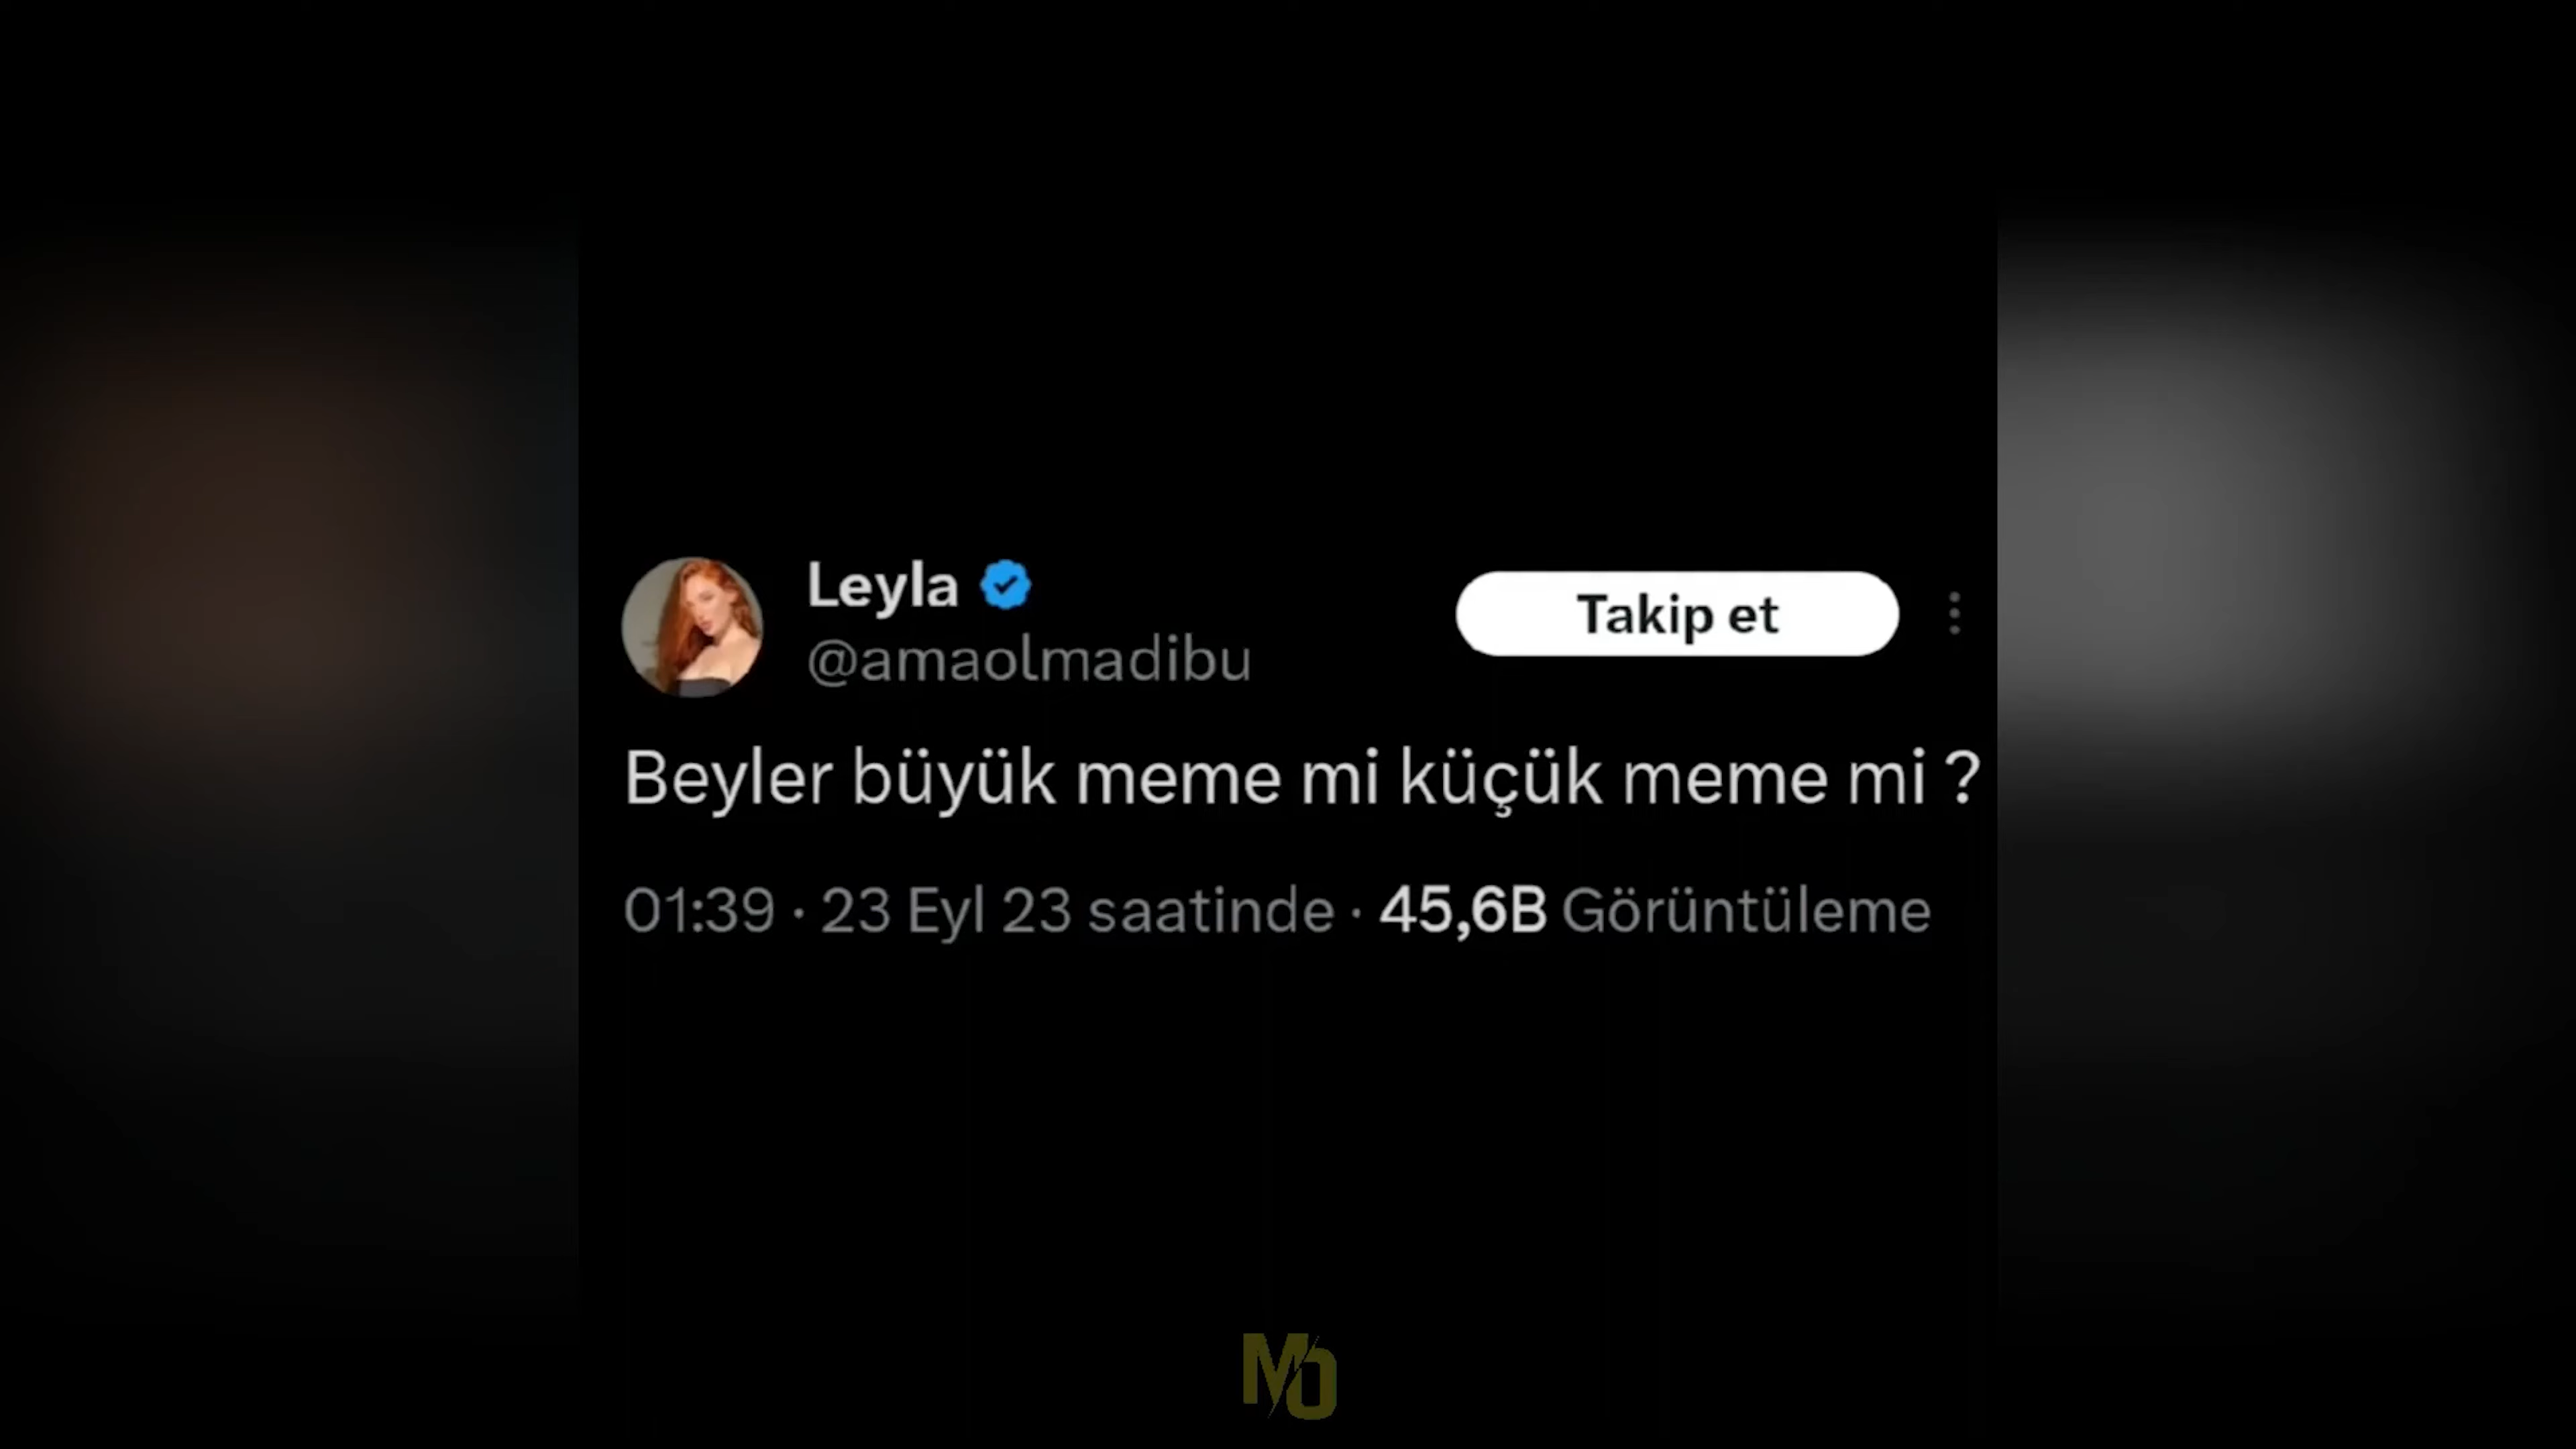 Leyla
@amaolmadibu
Takip et
Beyler büyük meme mi küçük meme mi ?
01:39 · 23 Eyl 23 saatinde · 45,6B Görüntüleme
MO